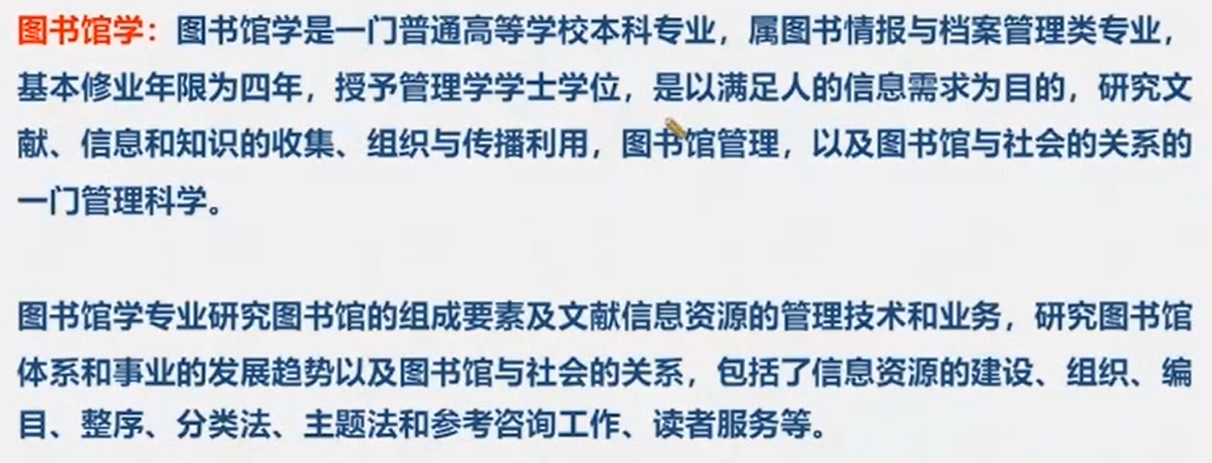 图书馆学：图书馆学是一门普通高等学校本科专业，属图书情报与档案管理类专业，
基本修业年限为四年，授予管理学学士学位，是以满足人的信息需求为目的，研究文
献、信息和知识的收集、组织与传播利用，图书馆管理，以及图书馆与社会的关系的
一门管理科学。
图书馆学专业研究图书馆的组成要素及文献信息资源的管理技术和业务，研究图书馆
体系和事业的发展趋势以及图书馆与社会的关系，包括了信息资源的建设、组织、编
目、整序、分类法、主题法和参考咨询工作、读者服务等。